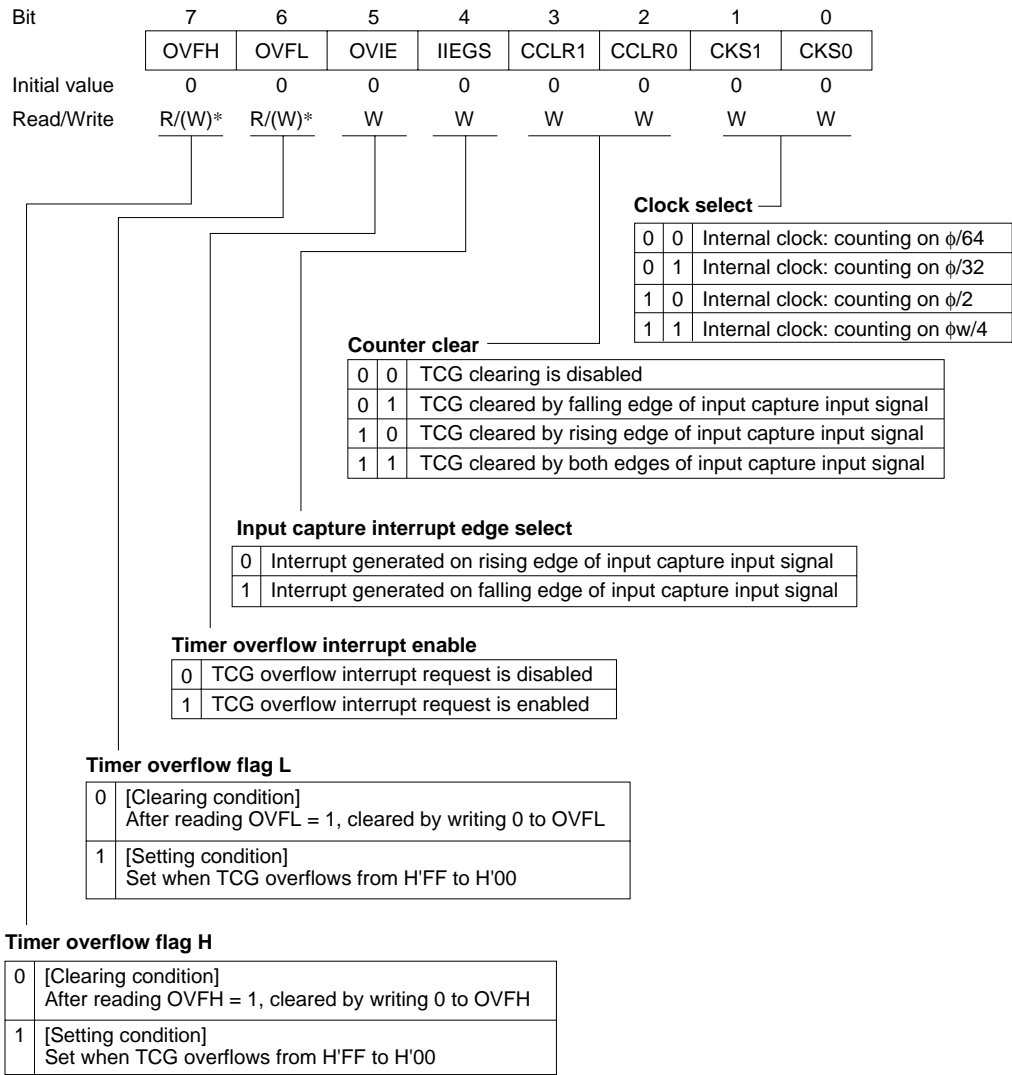 Bit 7 6 5 4 3 2 1 0
OVFH OVFL OVIE IIEGS CCLR1 CCLR0 CKS1 CKS0
Initial value 0 0 0 0 0 0 0 0
Read/Write R/(W)* R/(W)* W W W W W W
Clock select
0 0 Internal clock: counting on ϕ/64
0 1 Internal clock: counting on ϕ/32
1 0 Internal clock: counting on ϕ/2
1 1 Internal clock: counting on ϕw/4
Counter clear
0 0 TCG clearing is disabled
0 1 TCG cleared by falling edge of input capture input signal
1 0 TCG cleared by rising edge of input capture input signal
1 1 TCG cleared by both edges of input capture input signal
Input capture interrupt edge select
0 Interrupt generated on rising edge of input capture input signal
1 Interrupt generated on falling edge of input capture input signal
Timer overflow interrupt enable
0 TCG overflow interrupt request is disabled
1 TCG overflow interrupt request is enabled
Timer overflow flag L
0 [Clearing condition]
After reading OVFL = 1, cleared by writing 0 to OVFL
1 [Setting condition]
Set when TCG overflows from H'FF to H'00
Timer overflow flag H
0 [Clearing condition]
After reading OVFH = 1, cleared by writing 0 to OVFH
1 [Setting condition]
Set when TCG overflows from H'FF to H'00